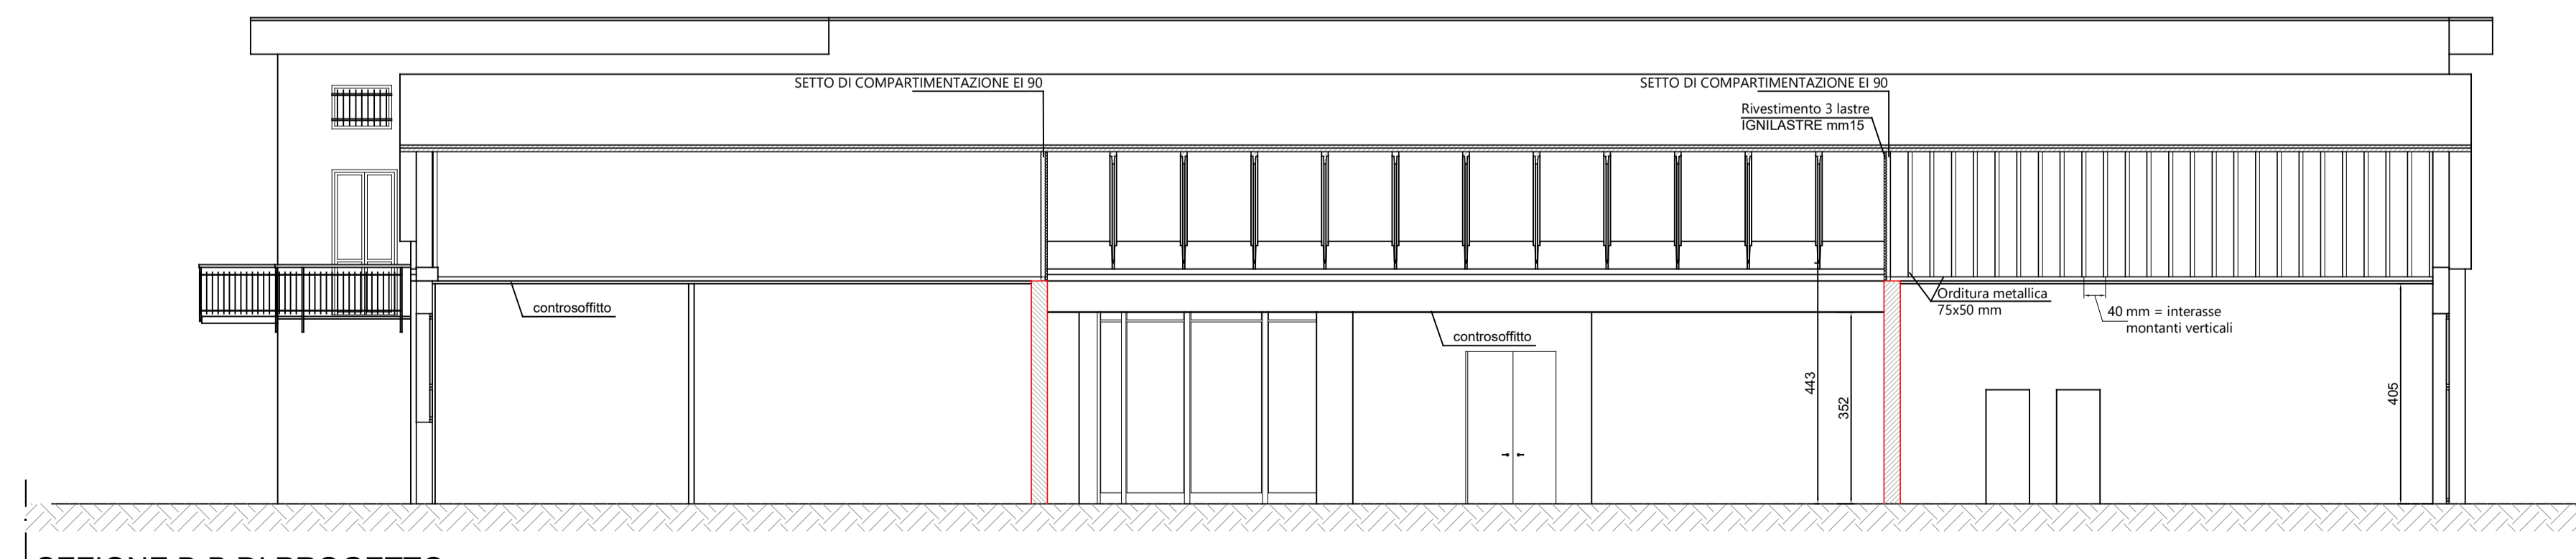 SETTO DI COMPARTIMENTAZIONE EI 90
SETTO DI COMPARTIMENTAZIONE EI 90
Rivestimento 3 lastre
IGNILASTRE mm15
controsoffitto
controsoffitto
Orditura metallica
75x50 mm
40 mm = interasse
montanti verticali
443
352
405